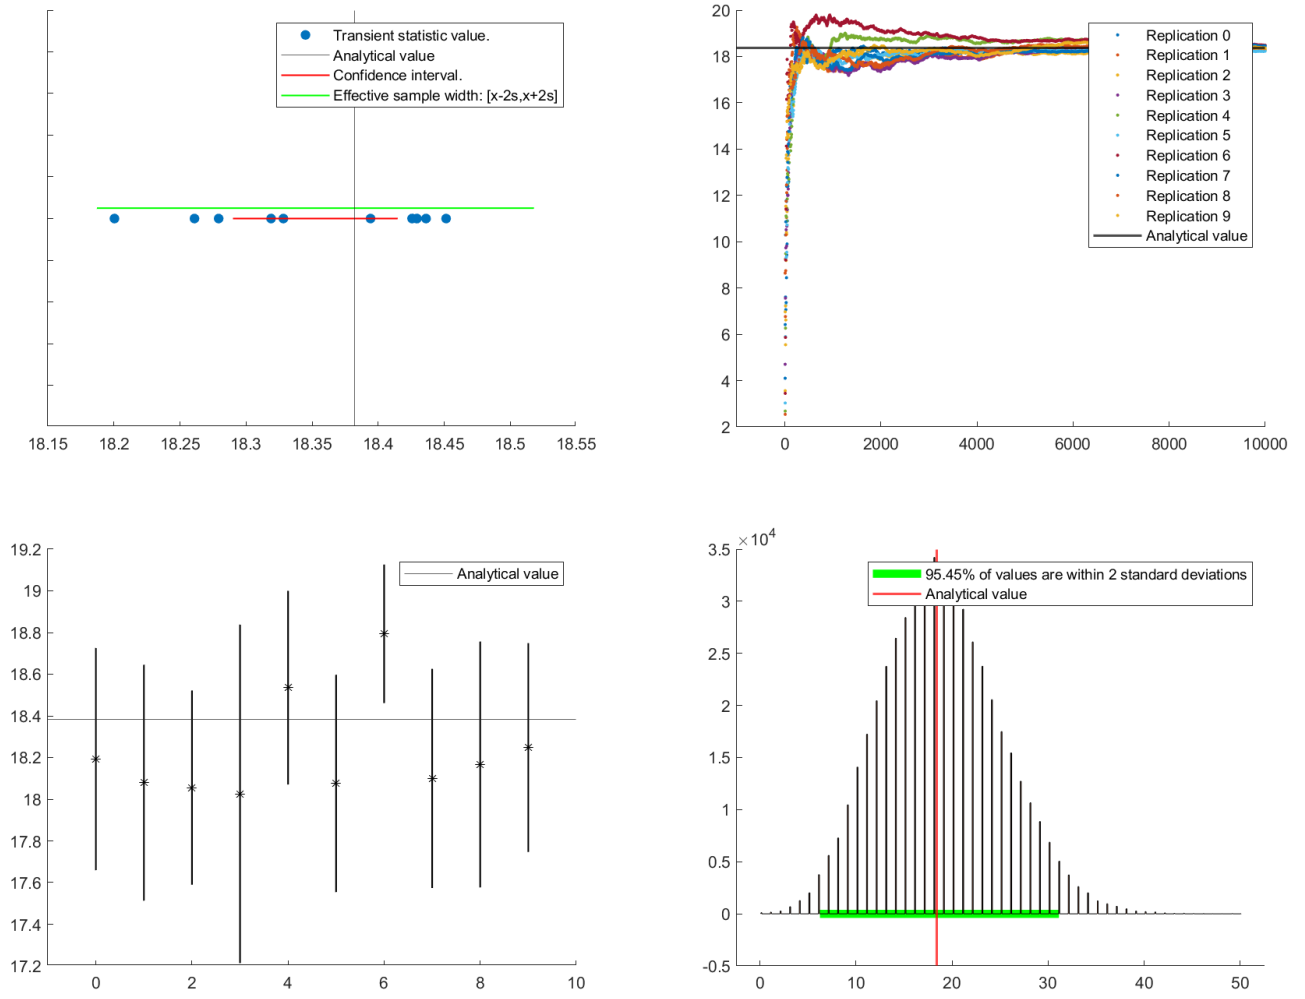 Transient statistic value.
Analytical value
Confidence interval.
Effective sample width: [x-2s,x+2s]
18.15 18.2 18.25 18.3 18.35 18.4 18.45 18.5 18.55
20
18
16
14
12
10
8
6
4
2
Replication 0
Replication 1
Replication 2
Replication 3
Replication 4
Replication 5
Replication 6
Replication 7
Replication 8
Replication 9
Analytical value
0 2000 4000 6000 8000 10000
19.2
19
18.8
18.6
18.4
18.2
18
17.8
17.6
17.4
17.2
Analytical value
0 2 4 6 8 10
×10⁴
3.5
3
2.5
2
1.5
1
0.5
0
-0.5
95.45% of values are within 2 standard deviations
Analytical value
0 10 20 30 40 50